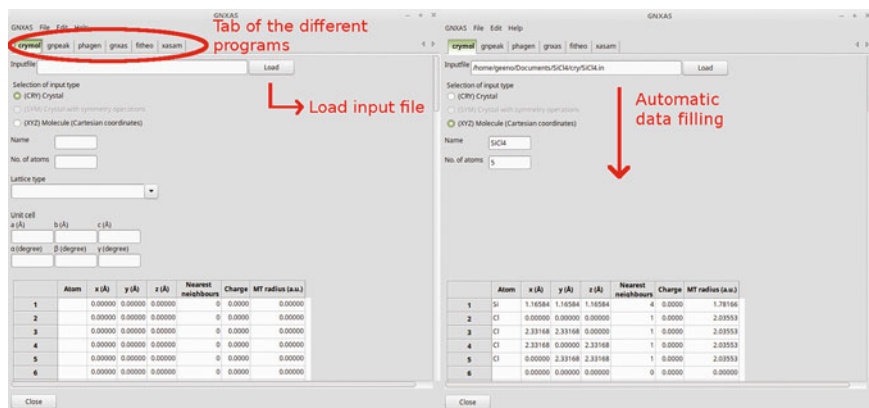 GNXAS
GNXAS File Edit Help
crymol gnpeak phagen gnxas fitheo xasam
Tab of the different
programs
Inputfile Load
Load input file
Selection of input type
(CRY) Crystal
(SYM) Crystal with symmetry operations
(XYZ) Molecule (Cartesian coordinates)
Name
No. of atoms
Lattice type
Unit cell
a (Å) b (Å) c (Å)
α (degree) β (degree) γ (degree)
Atom x (Å) y (Å) z (Å) Nearest neighbours Charge MT radius (a.u.)
1 0.00000 0.00000 0.00000 0 0.0000 0.00000
2 0.00000 0.00000 0.00000 0 0.0000 0.00000
3 0.00000 0.00000 0.00000 0 0.0000 0.00000
4 0.00000 0.00000 0.00000 0 0.0000 0.00000
5 0.00000 0.00000 0.00000 0 0.0000 0.00000
6 0.00000 0.00000 0.00000 0 0.0000 0.00000
Close
GNXAS
GNXAS File Edit Help
crymol gnpeak phagen gnxas fitheo xasam
Inputfile /home/geeno/Documents/SiCl4/cry/SiCl4.in Load
Selection of input type
(CRY) Crystal
(SYM) Crystal with symmetry operations
(XYZ) Molecule (Cartesian coordinates)
Automatic
data filling
Name SiCl4
No. of atoms 5
Atom x (Å) y (Å) z (Å) Nearest neighbours Charge MT radius (a.u.)
1 Si 1.16584 1.16584 1.16584 4 0.0000 1.78166
2 Cl 0.00000 0.00000 0.00000 1 0.0000 2.03553
3 Cl 2.33168 2.33168 0.00000 1 0.0000 2.03553
4 Cl 2.33168 0.00000 2.33168 1 0.0000 2.03553
5 Cl 0.00000 2.33168 2.33168 1 0.0000 2.03553
6 0.00000 0.00000 0.00000 0 0.0000 0.00000
Close